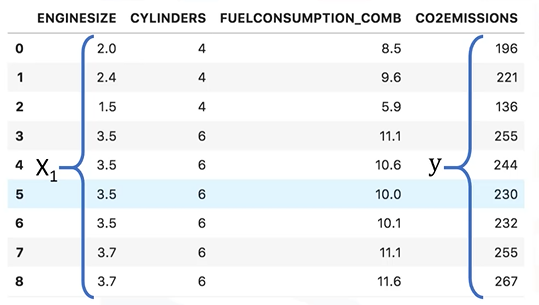 ENGINESIZE CYLINDERS FUELCONSUMPTION_COMB CO2EMISSIONS
0 2.0 4 8.5 196
1 2.4 4 9.6 221
2 1.5 4 5.9 136
3 3.5 6 11.1 255
4 X₁ 3.5 6 10.6 y 244
5 3.5 6 10.0 230
6 3.5 6 10.1 232
7 3.7 6 11.1 255
8 3.7 6 11.6 267